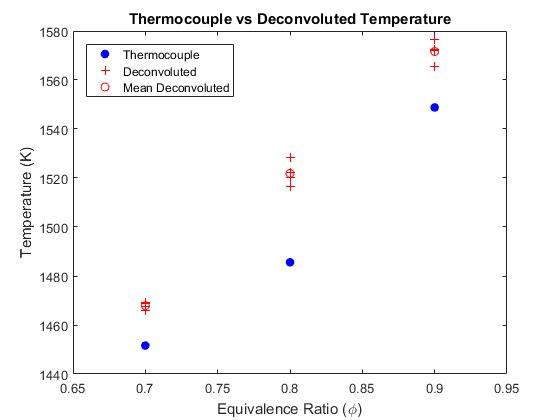 Thermocouple vs Deconvoluted Temperature
1580
1560
1540
1520
1500
1480
1460
1440
Temperature (K)
Thermocouple
Deconvoluted
Mean Deconvoluted
0.65 0.7 0.75 0.8 0.85 0.9 0.95
Equivalence Ratio (ϕ)